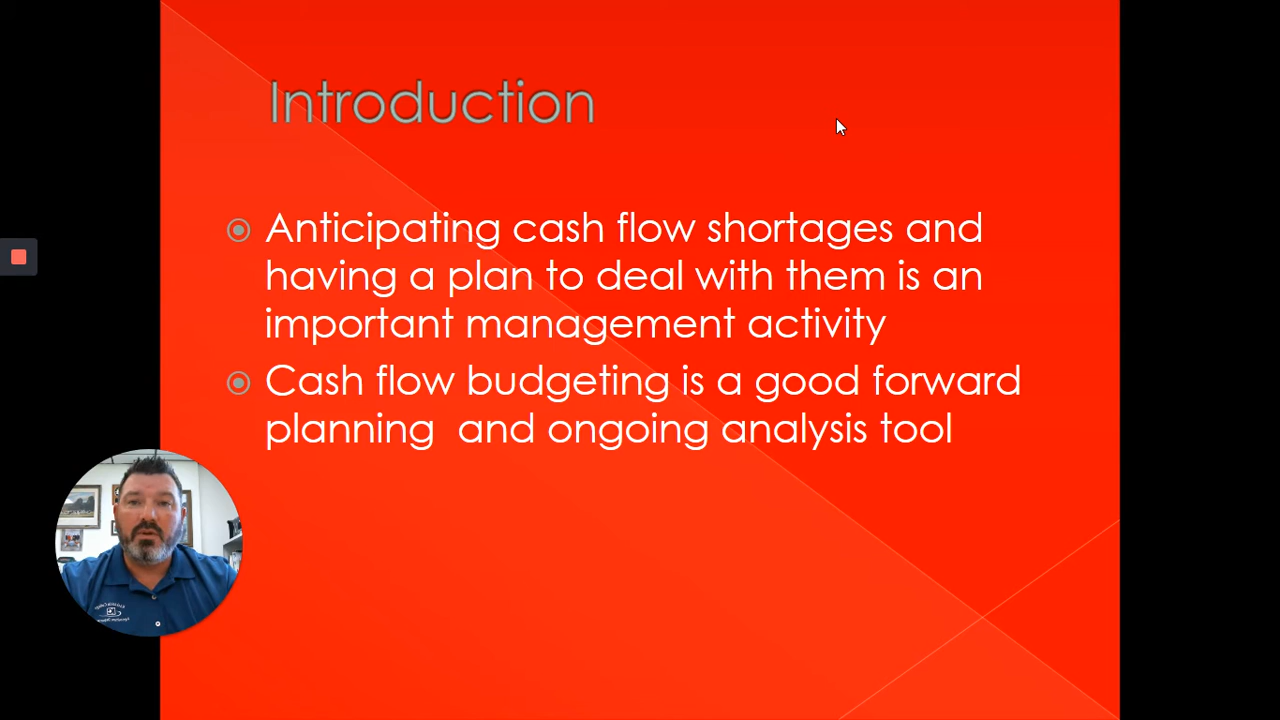 Introduction
Anticipating cash flow shortages and
having a plan to deal with them is an
important management activity
Cash flow budgeting is a good forward
planning  and ongoing analysis tool